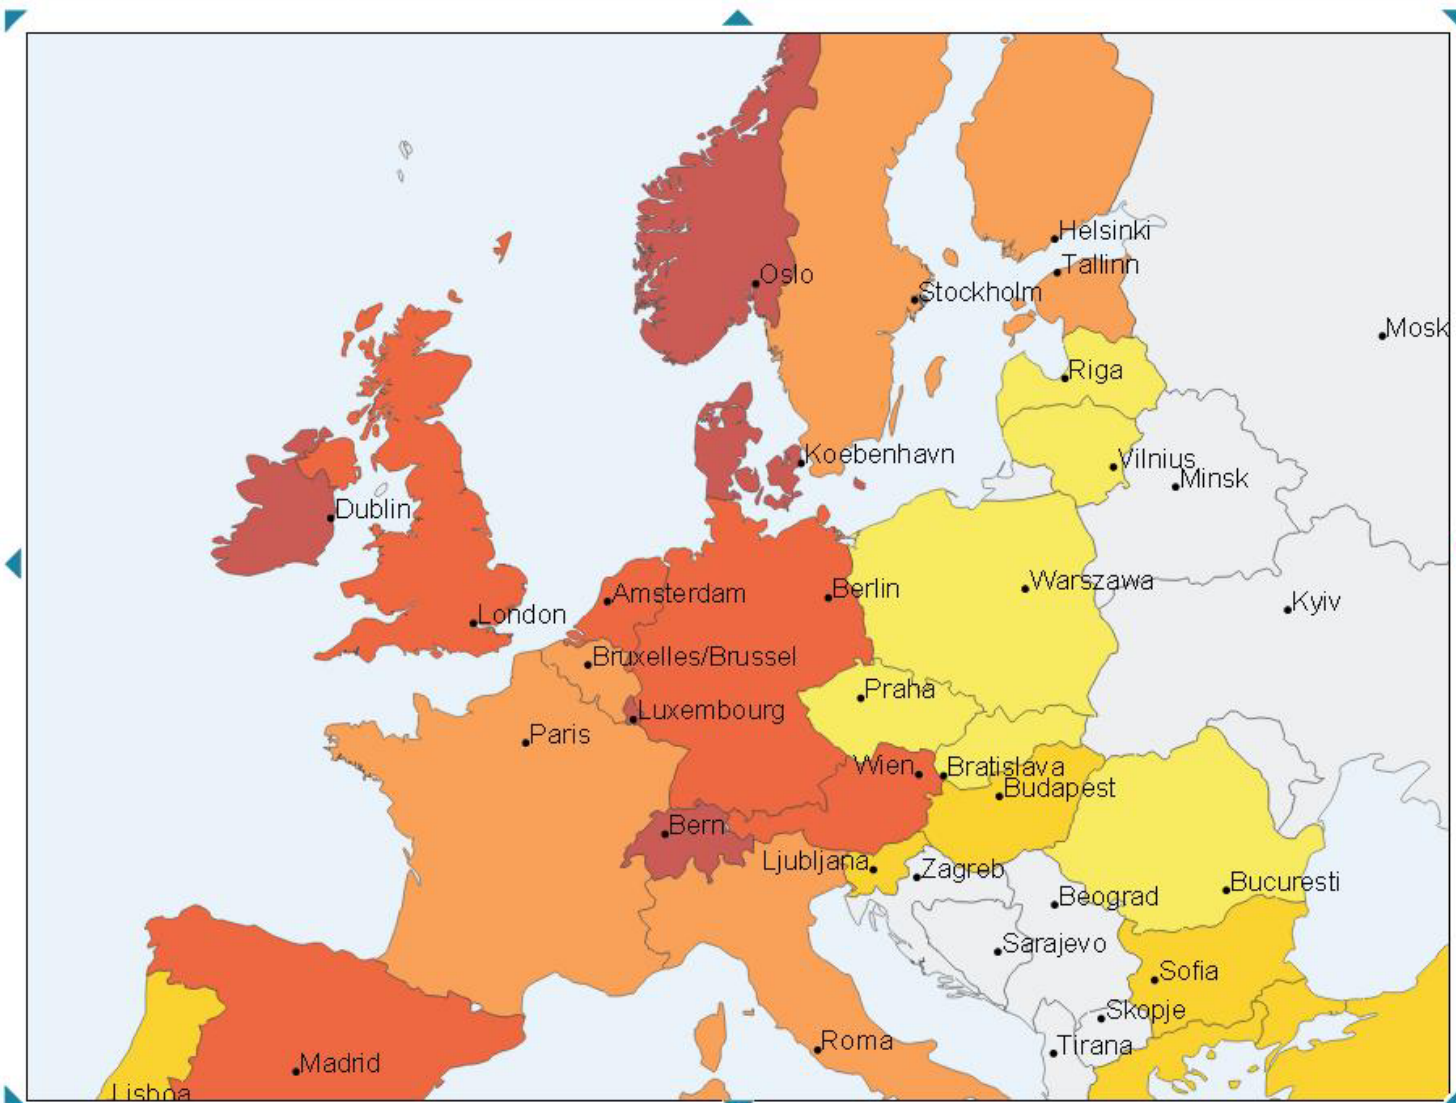 Helsinki
Tallinn
Oslo
Stockholm
Mosk
Riga
Koebenhavn
Vilnius
Minsk
Dublin
Warszawa
Berlin
Amsterdam
Kyiv
London
Bruxelles/Brussel
Praha
Luxembourg
Paris
Wien
Bratislava
Budapest
Bern
Ljubljana
Zagreb
Bucuresti
Beograd
Sarajevo
Sofia
Skopje
Roma
Tirana
Madrid
Lisboa